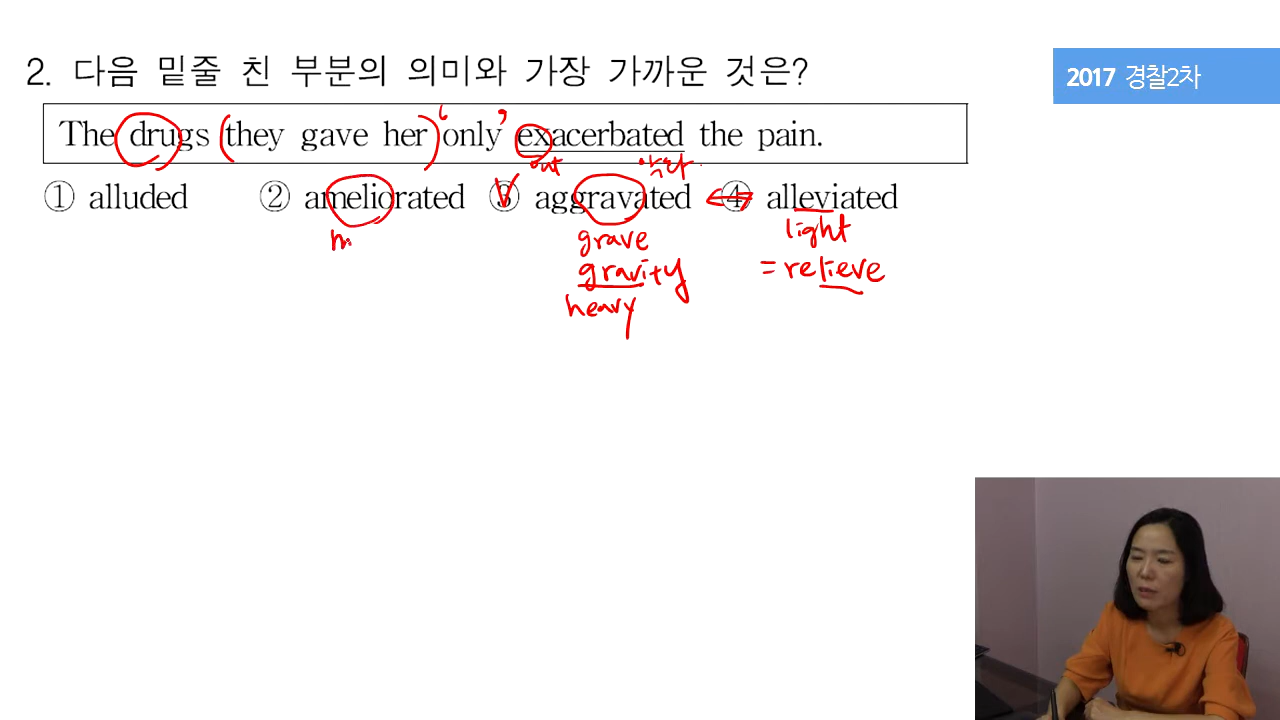 2. 다음 밑줄 친 부분의 의미와 가장 가까운 것은?
2017 경찰2차
The drugs (they gave her) ‘only’ exacerbated the pain.
out
① alluded ② ameliorated ③ aggravated ↔ ④ alleviated
m
grave
gravity
heavy
light
= relieve